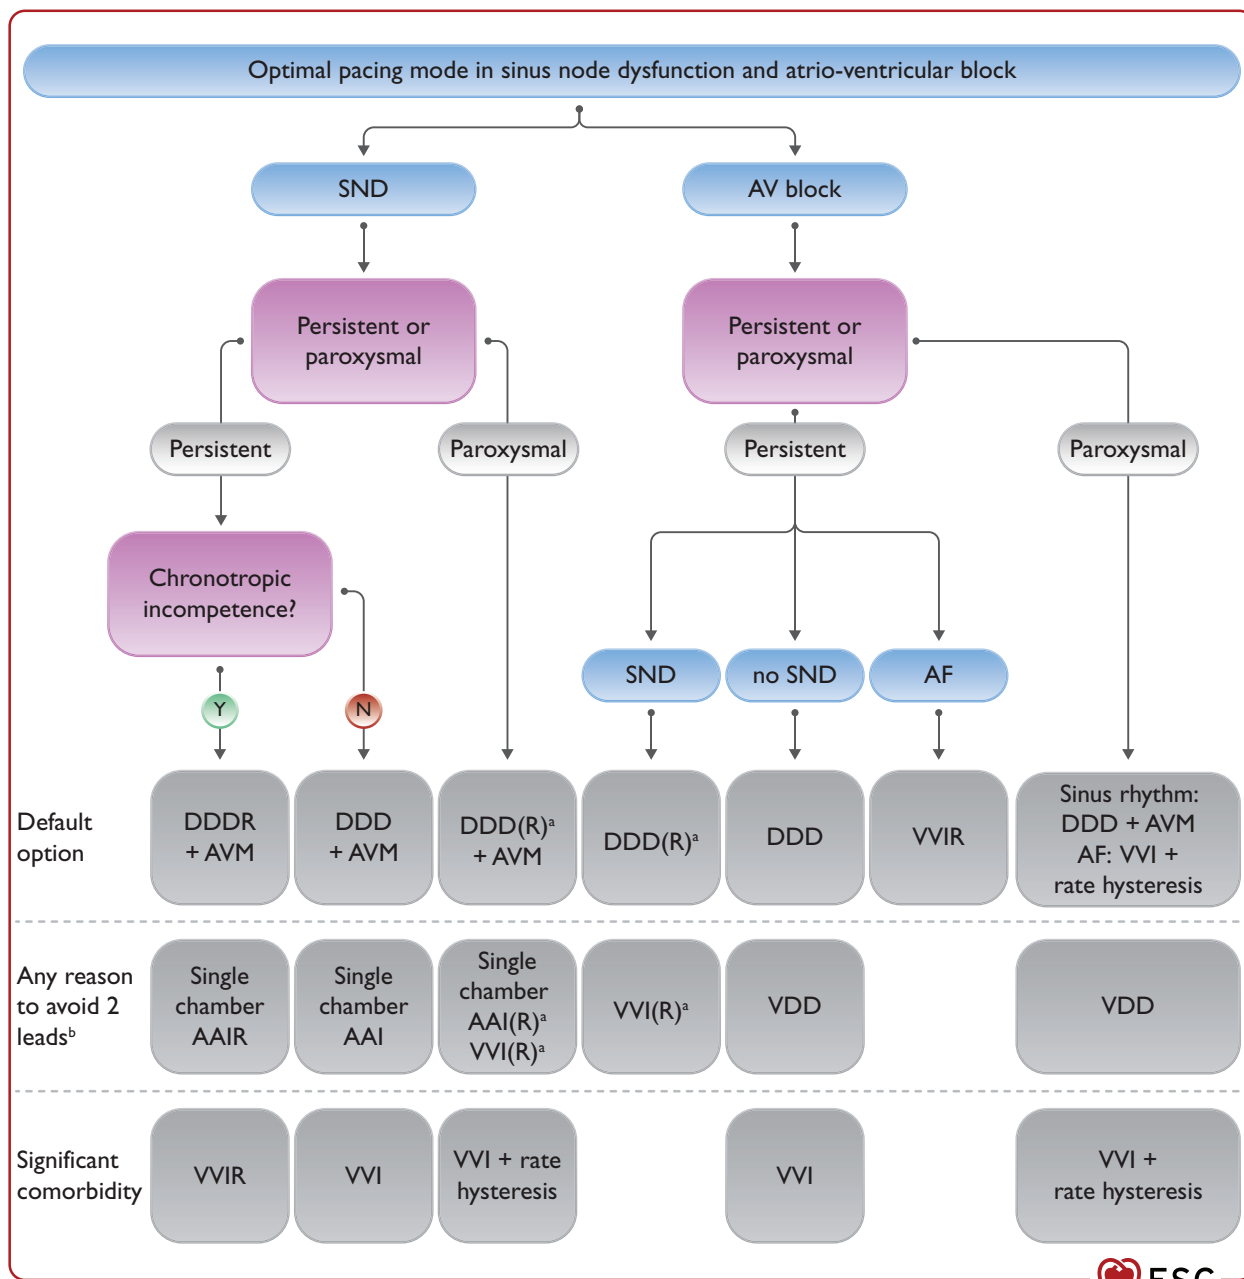 Optimal pacing mode in sinus node dysfunction and atrio-ventricular block
SND
AV block
Persistent or
paroxysmal
Persistent or
paroxysmal
Persistent
Paroxysmal
Persistent
Paroxysmal
Chronotropic
incompetence?
Y
N
SND
no SND
AF
Default
option
DDDR
+ AVM
DDD
+ AVM
DDD(R)ᵃ
+ AVM
DDD(R)ᵃ
DDD
VVIR
Sinus rhythm:
DDD + AVM
AF: VVI +
rate hysteresis
Any reason
to avoid 2
leadsᵇ
Single
chamber
AAIR
Single
chamber
AAI
Single
chamber
AAI(R)ᵃ
VVI(R)ᵃ
VVI(R)ᵃ
VDD
VDD
Significant
comorbidity
VVIR
VVI
VVI + rate
hysteresis
VVI
VVI +
rate hysteresis
ESC